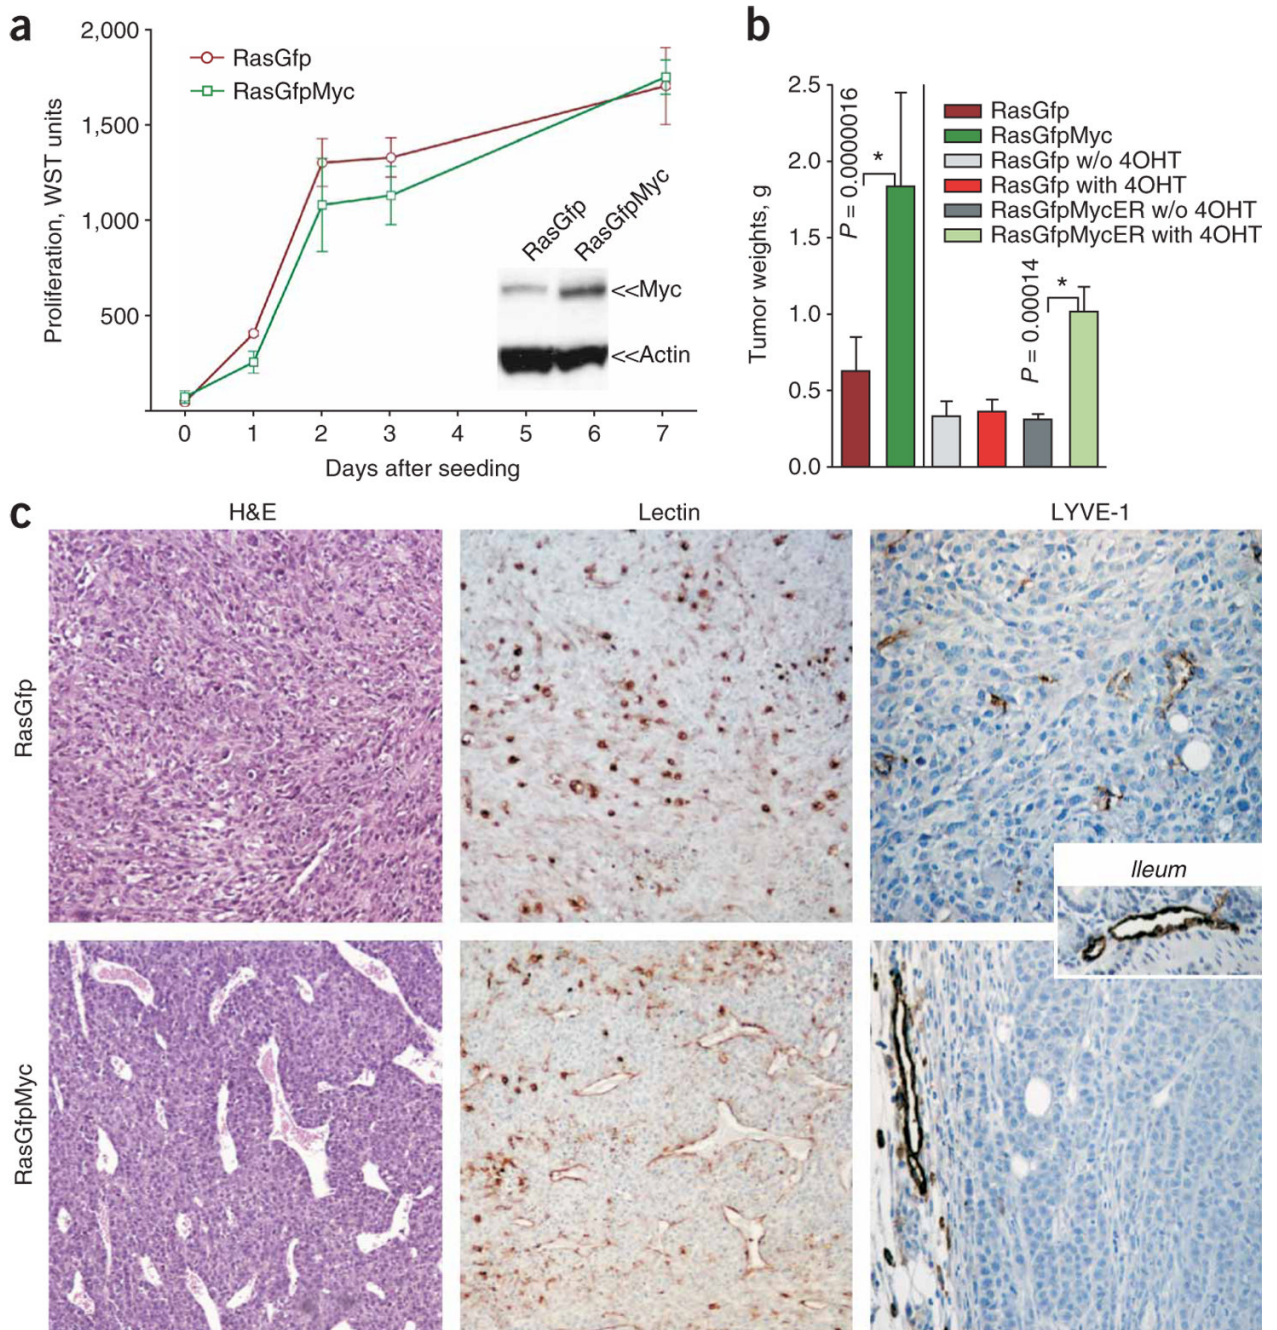 a
2,000
1,500
1,000
500
Proliferation, WST units
RasGfp
RasGfpMyc
RasGfp
RasGfpMyc
<<Myc
<<Actin
0 1 2 3 4 5 6 7
Days after seeding
b
2.5
2.0
1.5
1.0
0.5
0.0
Tumor weights, g
P = 0.0000016
*
P = 0.00014
*
RasGfp
RasGfpMyc
RasGfp w/o 4OHT
RasGfp with 4OHT
RasGfpMycER w/o 4OHT
RasGfpMycER with 4OHT
c
H&E
Lectin
LYVE-1
RasGfp
Ileum
RasGfpMyc